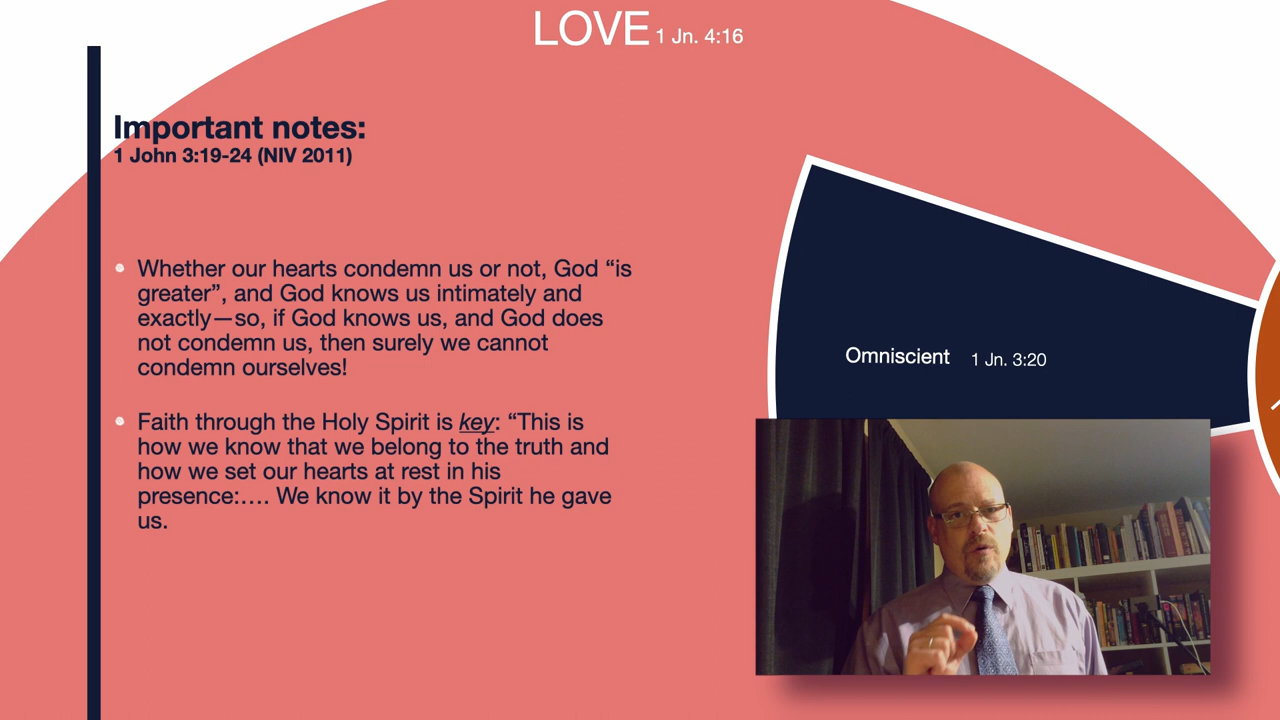 LOVE 1 Jn. 4:16
Important notes:
1 John 3:19-24 (NIV 2011)
• Whether our hearts condemn us or not, God “is
greater”, and God knows us intimately and
exactly—so, if God knows us, and God does
not condemn us, then surely we cannot
condemn ourselves!
• Faith through the Holy Spirit is key: “This is
how we know that we belong to the truth and
how we set our hearts at rest in his
presence:…. We know it by the Spirit he gave
us.
Omniscient 1 Jn. 3:20